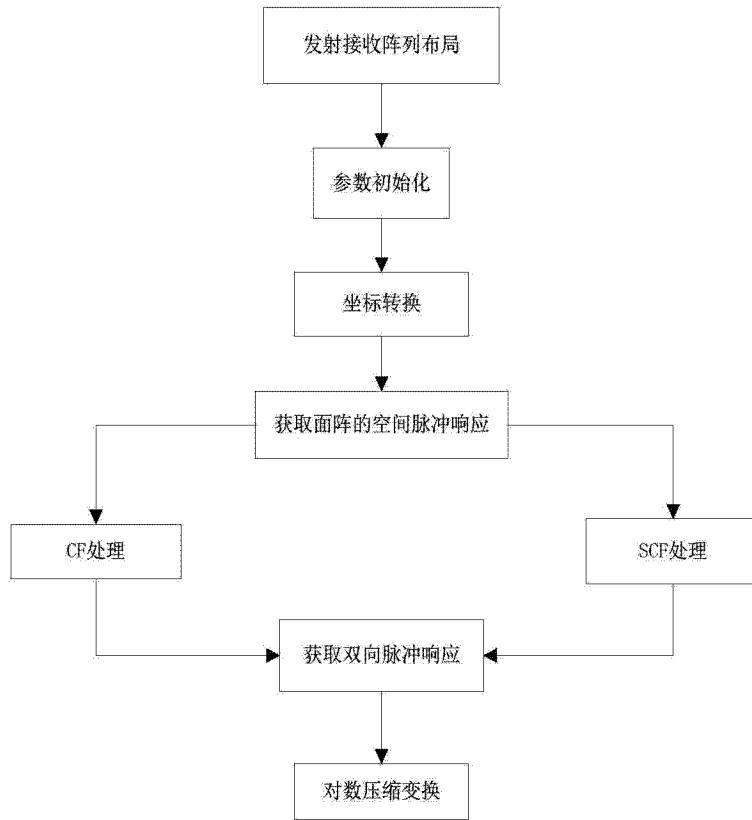 发射接收阵列布局
参数初始化
坐标转换
获取面阵的空间脉冲响应
CF处理
SCF处理
获取双向脉冲响应
对数压缩变换